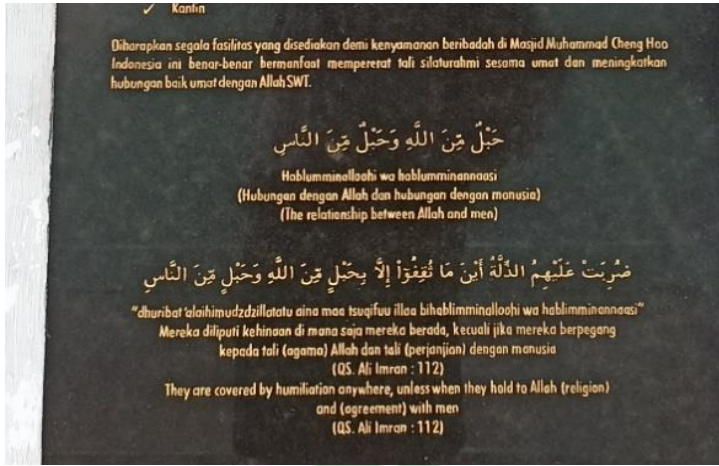 ✓ Kantin
Diharapkan segala fasilitas yang disediakan demi kenyamanan beribadah di Masjid Muhammad Cheng Hoo
Indonesia ini benar-benar bermanfaat mempererat tali silaturahmi sesama umat dan meningkatkan
hubungan baik umat dengan Allah SWT.
حَبْلٌ مِّنَ اللَّهِ وَحَبْلٌ مِّنَ النَّاسِ
Hablumminalloohi wa hablumminannaasi
(Hubungan dengan Allah dan hubungan dengan manusia)
(The relationship between Allah and men)
ضُرِبَتْ عَلَيْهِمُ الذِّلَّةُ أَيْنَ مَا ثُقِفُوٓا۟ إِلَّا بِحَبْلٍ مِّنَ اللَّهِ وَحَبْلٍ مِّنَ النَّاسِ
"dhuribat 'alaihimudzdzillatatu aina maa tsuqifuu illaa bihablimminalloohi wa hablimminannaasi"
Mereka diliputi kehinaan di mana saja mereka berada, kecuali jika mereka berpegang
kepada tali (agama) Allah dan tali (perjanjian) dengan manusia
(QS. Ali Imran : 112)
They are covered by humiliation anywhere, unless when they hold to Allah (religion)
and (agreement) with men
(QS. Ali Imran : 112)